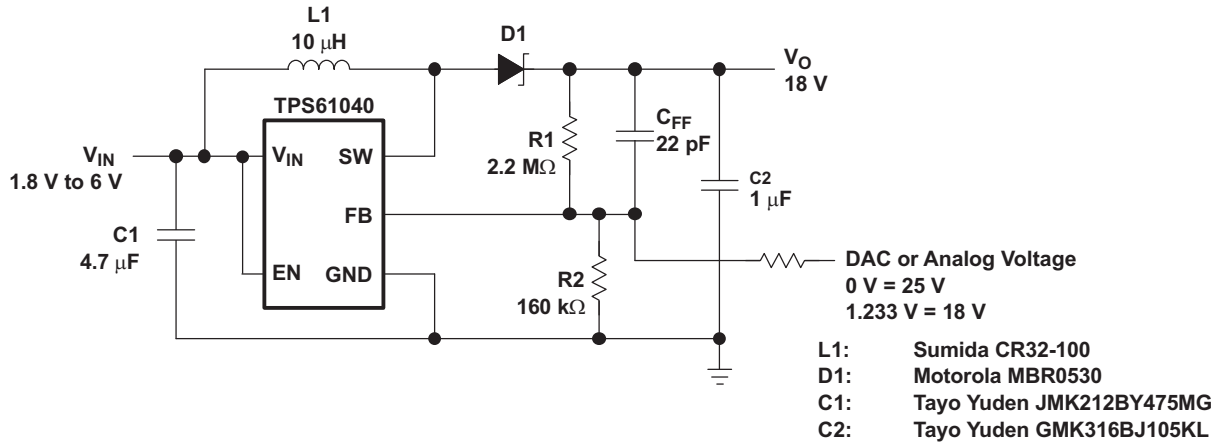 L1
10 μH
D1
VO
18 V
TPS61040
VIN
1.8 V to 6 V
VIN
SW
R1
2.2 MΩ
CFF
22 pF
C2
1 μF
FB
C1
4.7 μF
EN
GND
R2
160 kΩ
DAC or Analog Voltage
0 V = 25 V
1.233 V = 18 V
L1: Sumida CR32-100
D1: Motorola MBR0530
C1: Tayo Yuden JMK212BY475MG
C2: Tayo Yuden GMK316BJ105KL